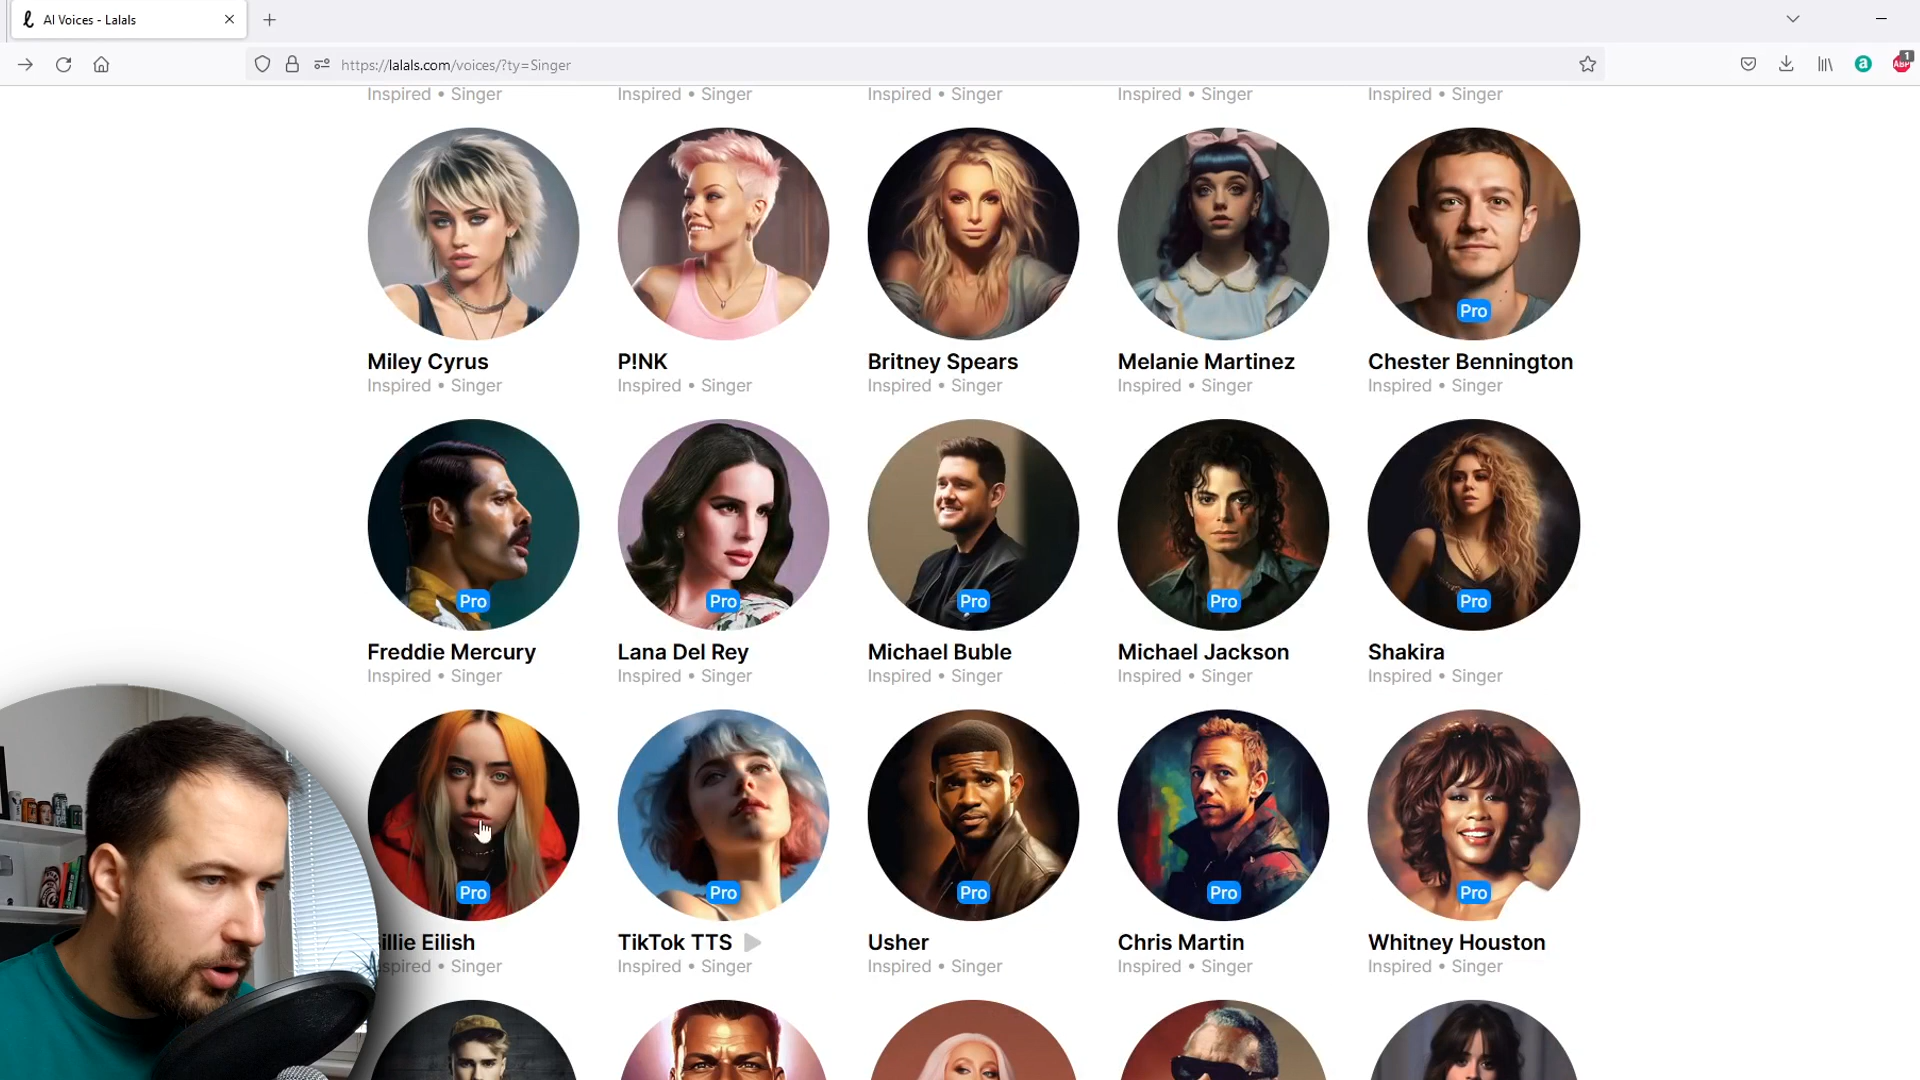 AI Voices - Lalals
https://lalals.com/voices/?ty=Singer
ABP
1
Inspired • Singer
Inspired • Singer
Inspired • Singer
Inspired • Singer
Inspired • Singer
Pro
Miley Cyrus
P!NK
Britney Spears
Melanie Martinez
Chester Bennington
Inspired • Singer
Inspired • Singer
Inspired • Singer
Inspired • Singer
Inspired • Singer
Pro
Pro
Pro
Pro
Pro
Freddie Mercury
Lana Del Rey
Michael Buble
Michael Jackson
Shakira
Inspired • Singer
Inspired • Singer
Inspired • Singer
Inspired • Singer
Inspired • Singer
Pro
Pro
Pro
Pro
Pro
illie Eilish
TikTok TTS
Usher
Chris Martin
Whitney Houston
spired • Singer
Inspired • Singer
Inspired • Singer
Inspired • Singer
Inspired • Singer